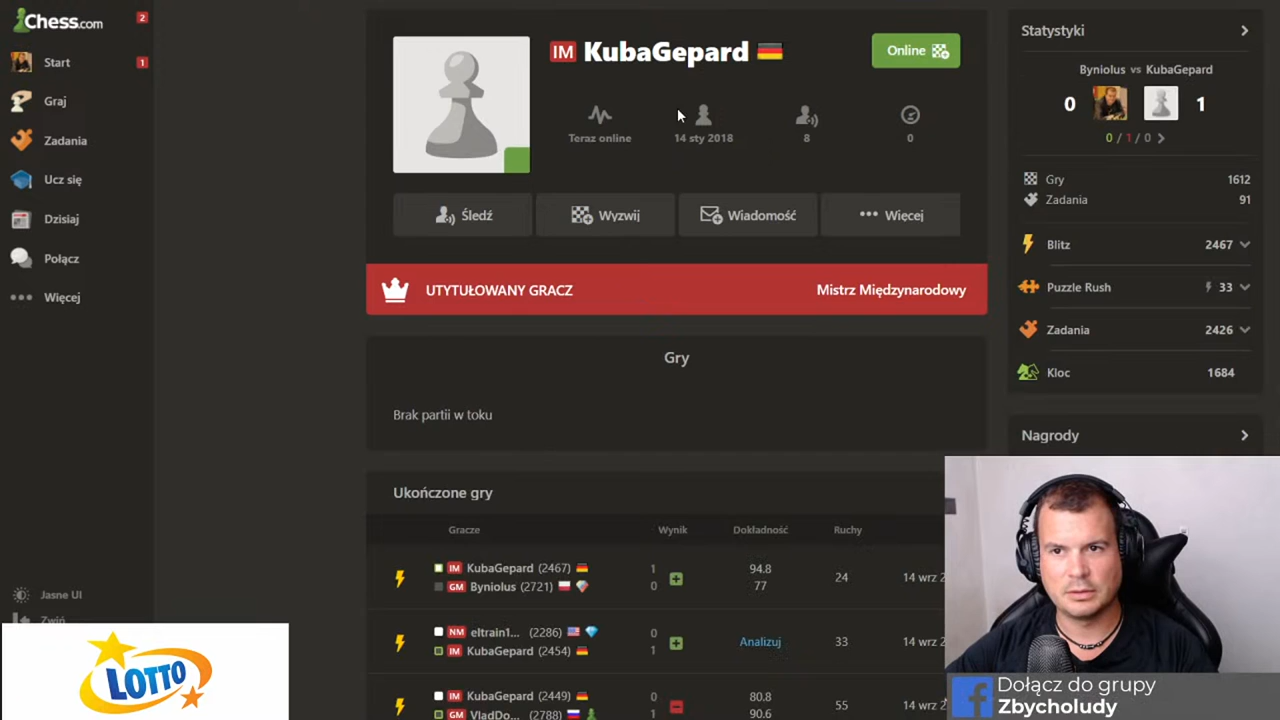 Chess.com
2
Start
1
Graj
Zadania
Ucz się
Dzisiaj
Połącz
Więcej
Jasne UI
Zwiń
IM KubaGepard
Online
Teraz online
14 sty 2018
8
0
Śledź
Wyzwij
Wiadomość
Więcej
UTYTUŁOWANY GRACZ
Mistrz Międzynarodowy
Gry
Brak partii w toku
Ukończone gry
Gracze Wynik Dokładność Ruchy
IM KubaGepard (2467) 1 94.8
GM Byniolus (2721) 0 77
24 14 wrz 2
NM eltrain1... (2286) 0
IM KubaGepard (2454) 1
Analizuj 33 14 wrz 2
IM KubaGepard (2449) 0 80.8
GM VladDo... (2788) 1 90.6
55 14 wrz 2
Statystyki
Byniolus vs KubaGepard
0 1
0 / 1 / 0
Gry 1612
Zadania 91
Blitz 2467
Puzzle Rush 33
Zadania 2426
Kloc 1684
Nagrody
LOTTO
Dołącz do grupy
Zbycholudy